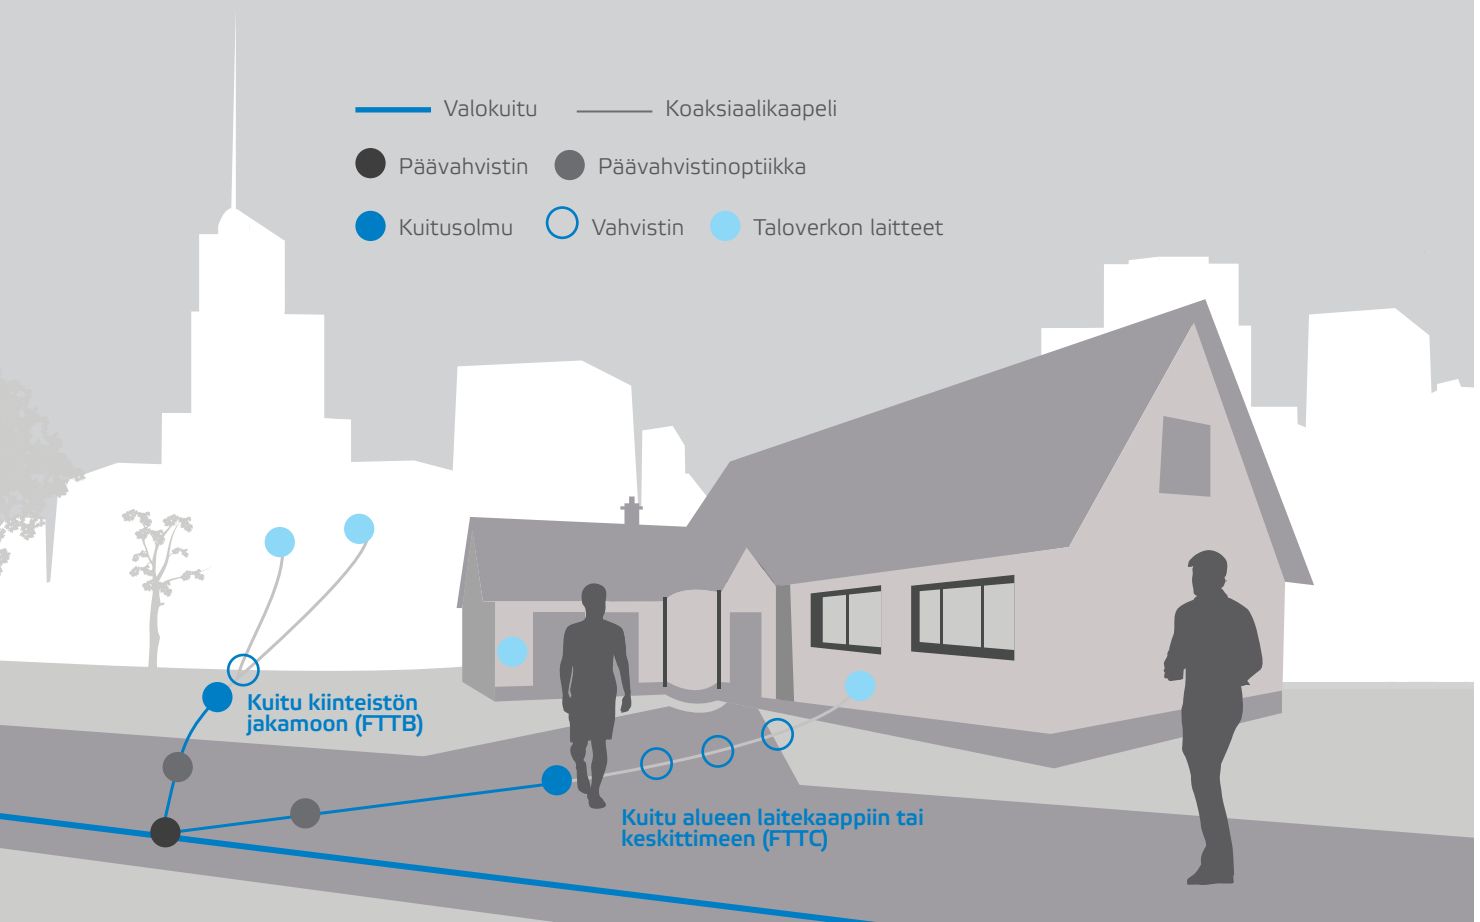 Valokuitu
Koaksiaalikaapeli
Päävahvistin
Päävahvistinoptiikka
Kuitusolmu
Vahvistin
Taloverkon laitteet
Kuitu kiinteistön
jakamoon (FTTB)
Kuitu alueen laitekaappiin tai
keskittimeen (FTTC)